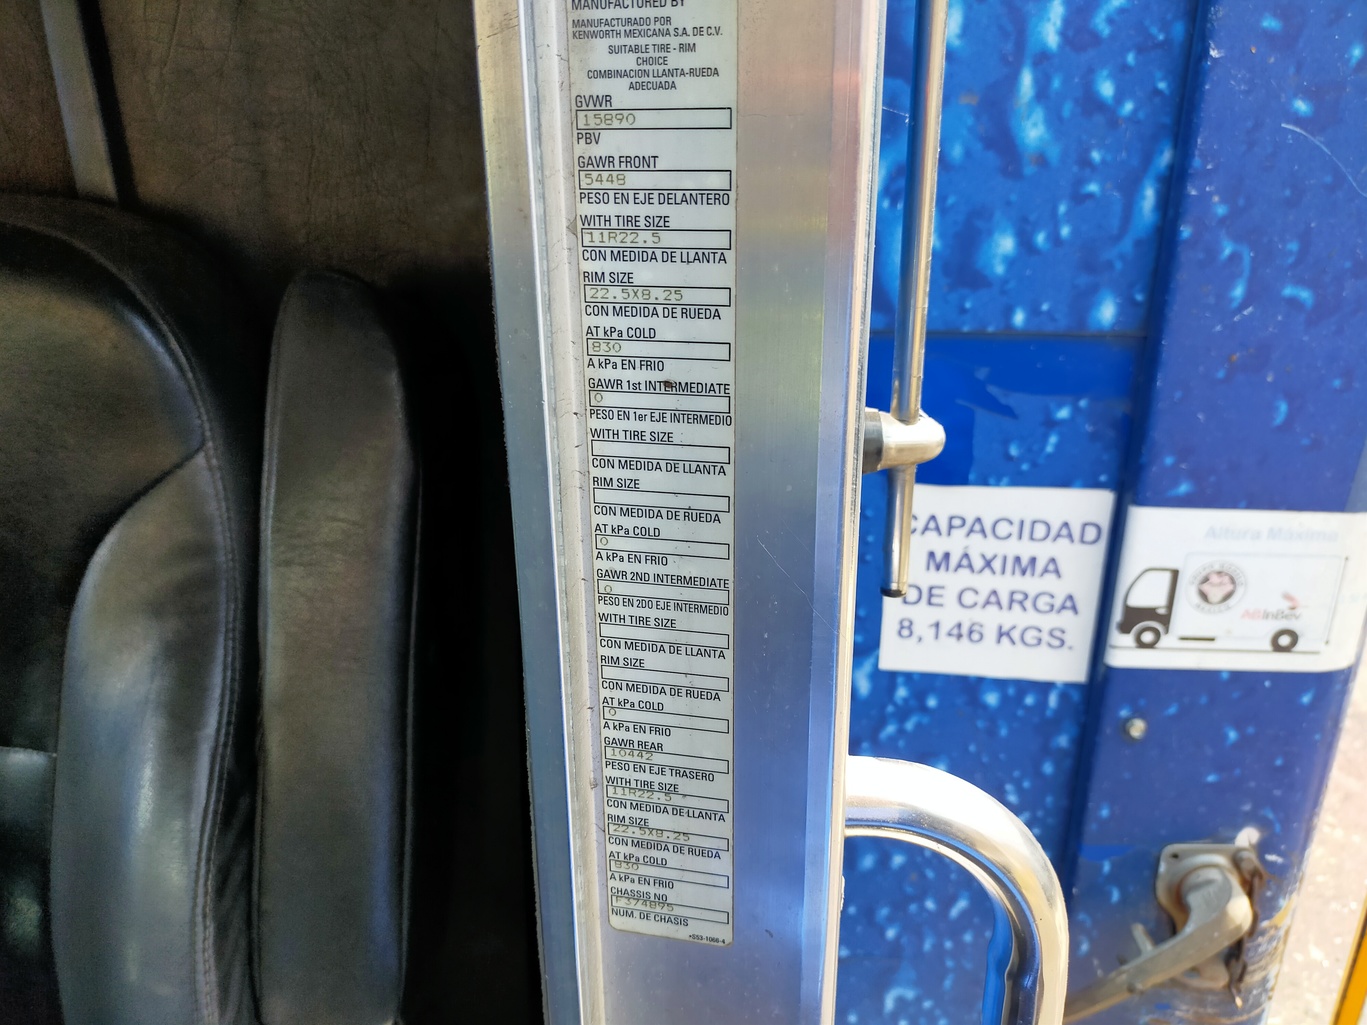 MANUFACTURED BY
MANUFACTURADO POR
KENWORTH MEXICANA S.A. DE C.V.
SUITABLE TIRE - RIM
CHOICE
COMBINACION LLANTA-RUEDA
ADECUADA
GVWR
15890
PBV
GAWR FRONT
5448
PESO EN EJE DELANTERO
WITH TIRE SIZE
11R22.5
CON MEDIDA DE LLANTA
RIM SIZE
22.5X8.25
CON MEDIDA DE RUEDA
AT kPa COLD
830
A kPa EN FRIO
GAWR 1st INTERMEDIATE
0
PESO EN 1er EJE INTERMEDIO
WITH TIRE SIZE
CON MEDIDA DE LLANTA
RIM SIZE
CON MEDIDA DE RUEDA
AT kPa COLD
0
A kPa EN FRIO
GAWR 2ND INTERMEDIATE
0
PESO EN 2DO EJE INTERMEDIO
WITH TIRE SIZE
CON MEDIDA DE LLANTA
RIM SIZE
CON MEDIDA DE RUEDA
AT kPa COLD
0
A kPa EN FRIO
GAWR REAR
10442
PESO EN EJE TRASERO
WITH TIRE SIZE
11R22.5
CON MEDIDA DE LLANTA
RIM SIZE
22.5X8.25
CON MEDIDA DE RUEDA
AT kPa COLD
830
A kPa EN FRIO
CHASSIS NO
F374895
NUM. DE CHASIS
•S53-1066-4
CAPACIDAD
MÁXIMA
DE CARGA
8,146 KGS.
Altura Máxima
ABInBev